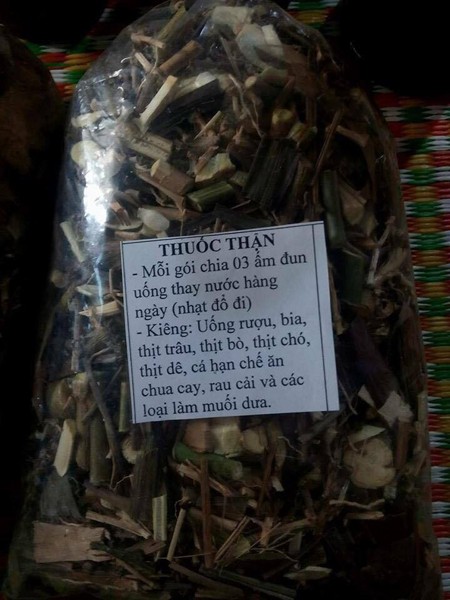 THUỐC THẬN
- Mỗi gói chia 03 ấm đun
uống thay nước hàng
ngày (nhạt đổ đi)
- Kiêng: Uống rượu, bia,
thịt trâu, thịt bò, thịt chó,
thịt dê, cá hạn chế ăn
chua cay, rau cải và các
loại làm muối dưa.